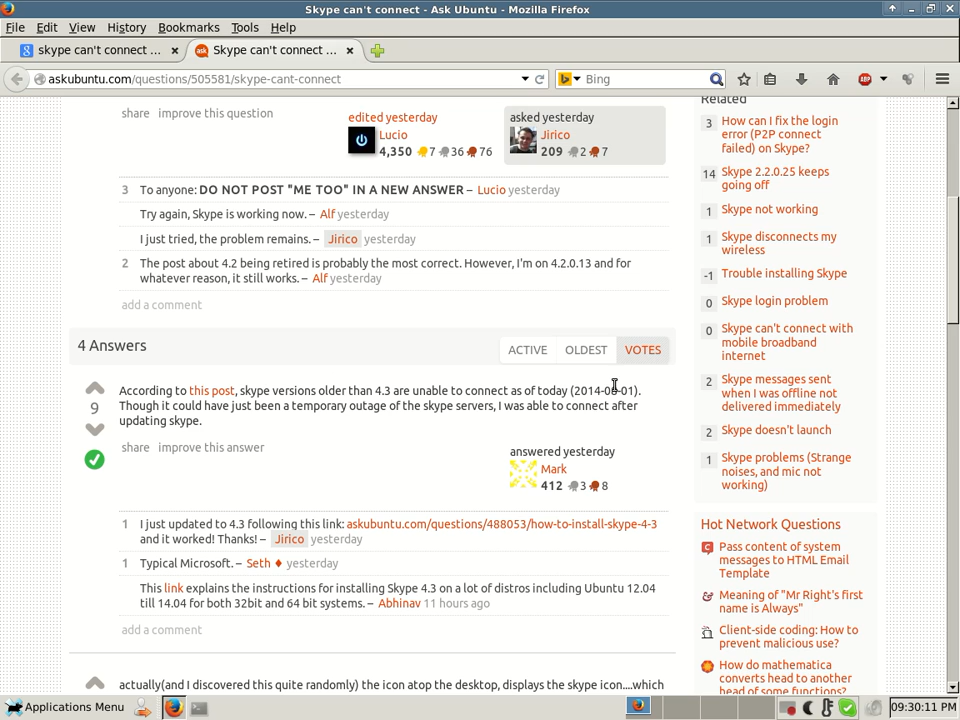 Skype can't connect - Ask Ubuntu - Mozilla Firefox
File Edit View History Bookmarks Tools Help
skype can't connect ...
Skype can't connect ...
askubuntu.com/questions/505581/skype-cant-connect
Bing
ABP
share improve this question
edited yesterday
Lucio
4,350 7 36 76
asked yesterday
Jirico
209 2 7
3 To anyone: DO NOT POST "ME TOO" IN A NEW ANSWER – Lucio yesterday
Try again, Skype is working now. – Alf yesterday
I just tried, the problem remains. – Jirico yesterday
2 The post about 4.2 being retired is probably the most correct. However, I'm on 4.2.0.13 and for
whatever reason, it still works. – Alf yesterday
add a comment
4 Answers
ACTIVE OLDEST VOTES
9
According to this post, skype versions older than 4.3 are unable to connect as of today (2014-08-01).
Though it could have just been a temporary outage of the skype servers, I was able to connect after
updating skype.
share improve this answer
answered yesterday
Mark
412 3 8
1 I just updated to 4.3 following this link: askubuntu.com/questions/488053/how-to-install-skype-4-3
and it worked! Thanks! – Jirico yesterday
1 Typical Microsoft. – Seth ♦ yesterday
This link explains the instructions for installing Skype 4.3 on a lot of distros including Ubuntu 12.04
till 14.04 for both 32bit and 64 bit systems. – Abhinav 11 hours ago
add a comment
actually(and I discovered this quite randomly) the icon atop the desktop, displays the skype icon....which
Related
3 How can I fix the login
error (P2P connect
failed) on Skype?
14 Skype 2.2.0.25 keeps
going off
1 Skype not working
1 Skype disconnects my
wireless
-1 Trouble installing Skype
0 Skype login problem
0 Skype can't connect with
mobile broadband
internet
2 Skype messages sent
when I was offline not
delivered immediately
2 Skype doesn't launch
1 Skype problems (Strange
noises, and mic not
working)
Hot Network Questions
Pass content of system
messages to HTML Email
Template
Meaning of "Mr Right's first
name is Always"
Client-side coding: How to
prevent malicious use?
How do mathematica
converts head to another
head of some functions?
Applications Menu
09:30:11 PM